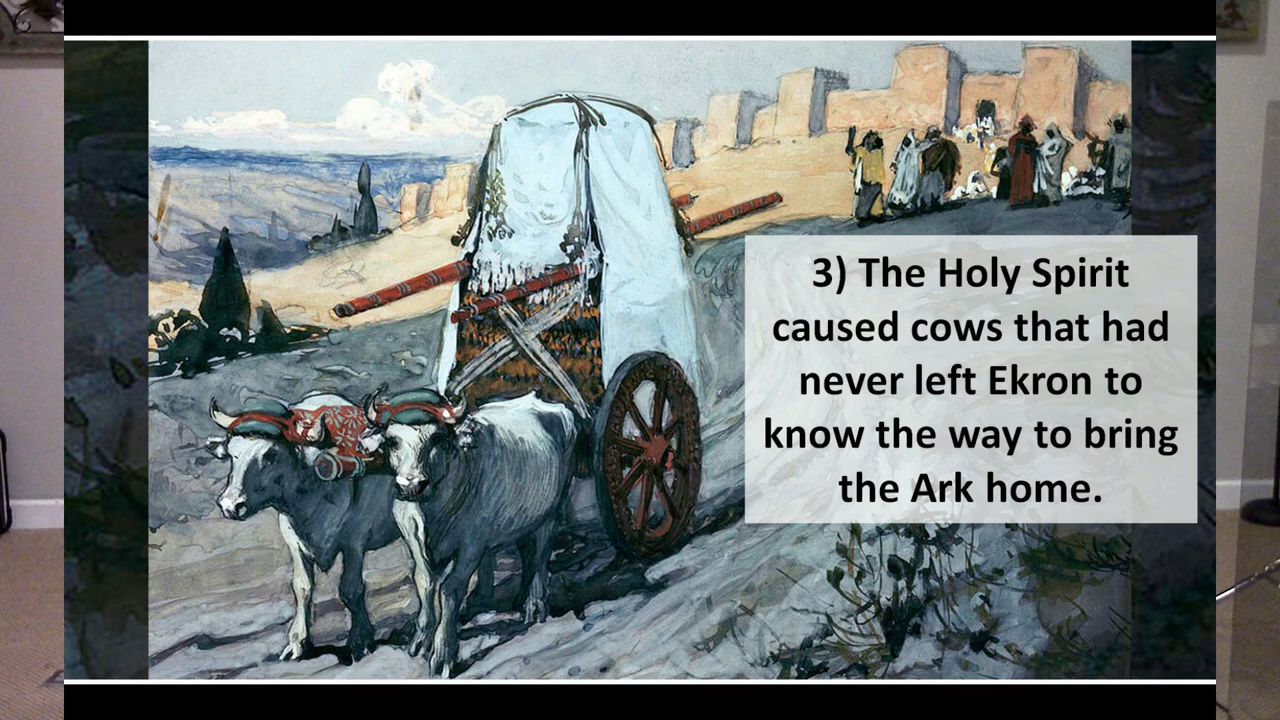 3) The Holy Spirit
caused cows that had
never left Ekron to
know the way to bring
the Ark home.